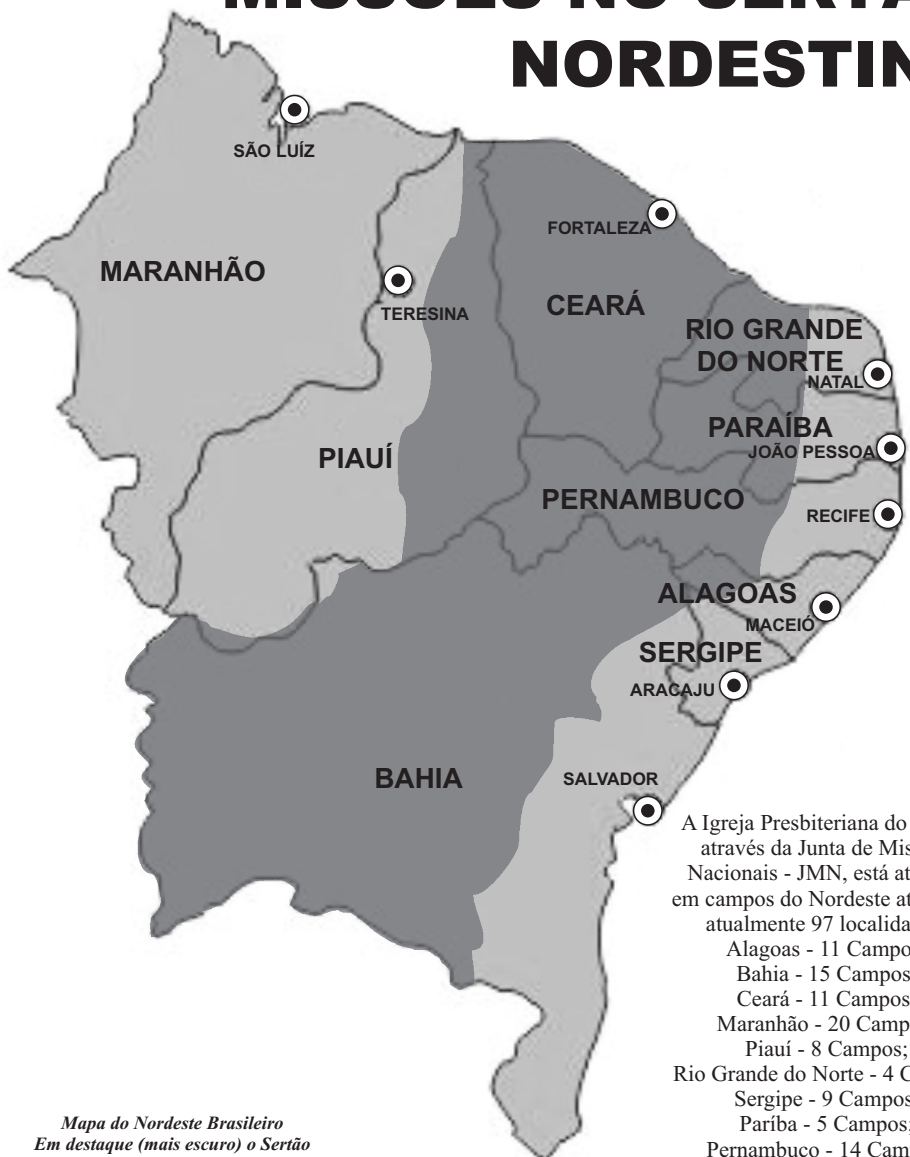 MISSÕES NO SERTÃ
NORDESTIN
SÃO LUÍZ
FORTALEZA
MARANHÃO
TERESINA
CEARÁ
RIO GRANDE
DO NORTE
NATAL
PARAÍBA
JOÃO PESSOA
PIAUÍ
PERNAMBUCO
RECIFE
ALAGOAS
MACEIÓ
SERGIPE
ARACAJU
BAHIA
SALVADOR
A Igreja Presbiteriana do
através da Junta de Mis
Nacionais - JMN, está at
em campos do Nordeste at
atualmente 97 localida
Alagoas - 11 Campo
Bahia - 15 Campos
Ceará - 11 Campos
Maranhão - 20 Camp
Piauí - 8 Campos;
Rio Grande do Norte - 4 C
Sergipe - 9 Campos
Paríba - 5 Campos;
Pernambuco - 14 Cam
Mapa do Nordeste Brasileiro
Em destaque (mais escuro) o Sertão